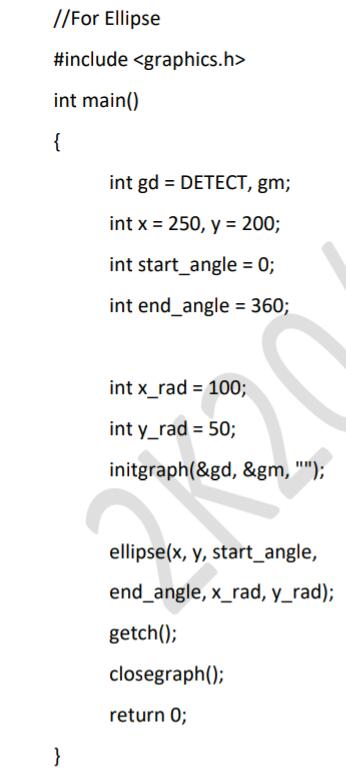 //For Ellipse
#include <graphics.h>
int main()
{
int gd = DETECT, gm;
int x = 250, y = 200;
int start_angle = 0;
int end_angle = 360;
int x_rad = 100;
int y_rad = 50;
initgraph(&gd, &gm, "");
ellipse(x, y, start_angle,
end_angle, x_rad, y_rad);
getch();
closegraph();
return 0;
}